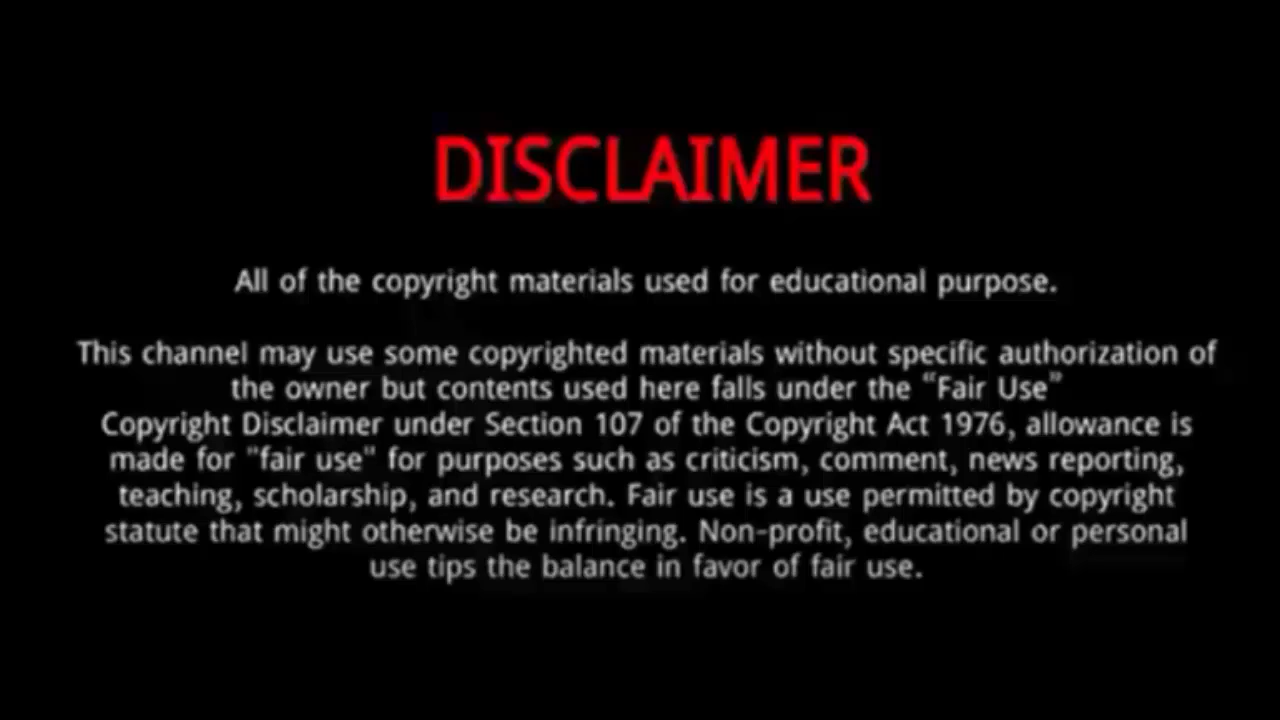 DISCLAIMER
All of the copyright materials used for educational purpose.
This channel may use some copyrighted materials without specific authorization of
the owner but contents used here falls under the “Fair Use”
Copyright Disclaimer under Section 107 of the Copyright Act 1976, allowance is
made for "fair use" for purposes such as criticism, comment, news reporting,
teaching, scholarship, and research. Fair use is a use permitted by copyright
statute that might otherwise be infringing. Non-profit, educational or personal
use tips the balance in favor of fair use.